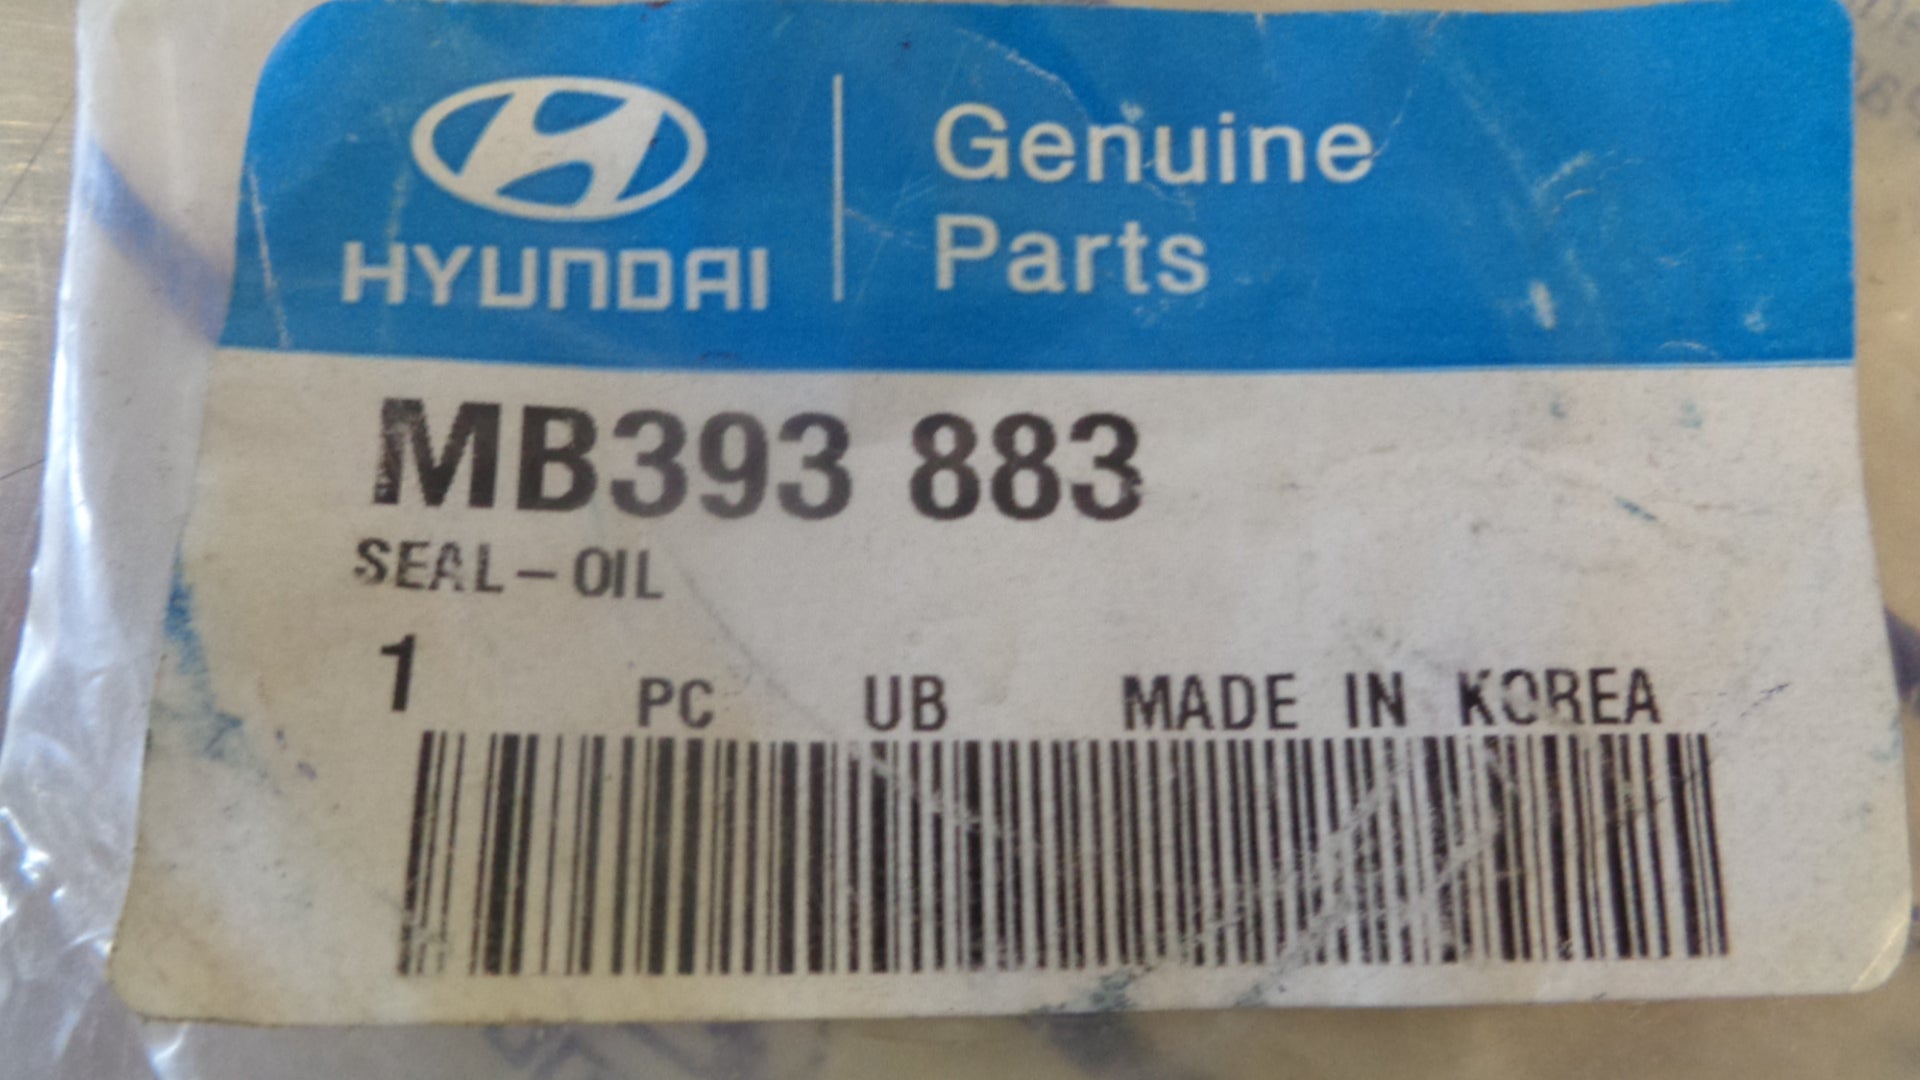 HYUNDAI
Genuine
Parts
MB393 883
SEAL-OIL
1 PC UB MADE IN KOREA